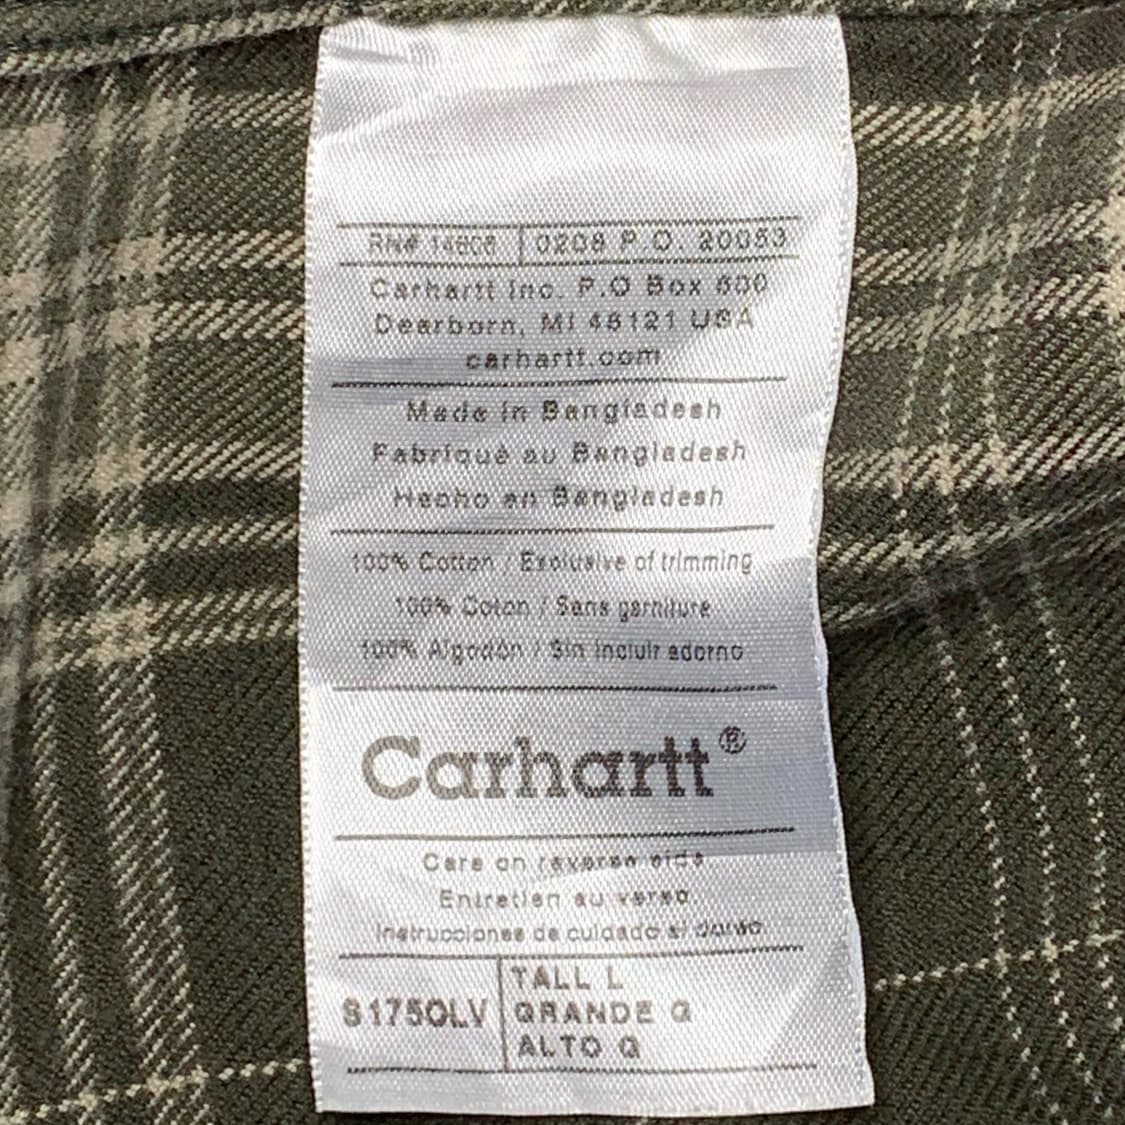 RN# 14806 0208 P.O. 20053
Carhartt Inc. P.O Box 600
Dearborn, MI 48121 USA
carhartt.com
Made in Bangladesh
Fabriqué au Bangladesh
Hecho en Bangladesh
100% Cotton / Exclusive of trimming
100% Coton / Sans garniture
100% Algodón / Sin incluir adorno
Carhartt®
Care on reverse side
Entretien au verso
Instrucciones de cuidado al dorso
S175OLV TALL L
GRANDE G
ALTO G